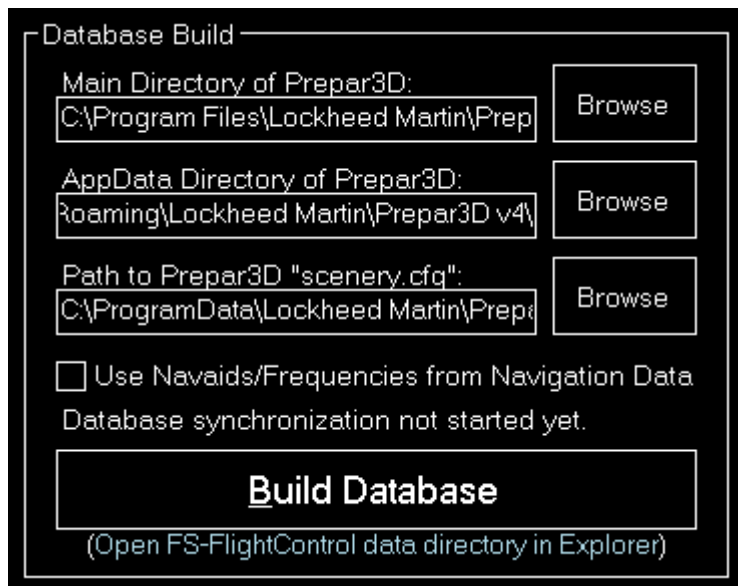 Database Build
Main Directory of Prepar3D:
C:\Program Files\Lockheed Martin\Prep
Browse
AppData Directory of Prepar3D:
Roaming\Lockheed Martin\Prepar3D v4\
Browse
Path to Prepar3D "scenery.cfg":
C:\ProgramData\Lockheed Martin\Prepa
Browse
Use Navaids/Frequencies from Navigation Data
Database synchronization not started yet.
Build Database
(Open FS-FlightControl data directory in Explorer)